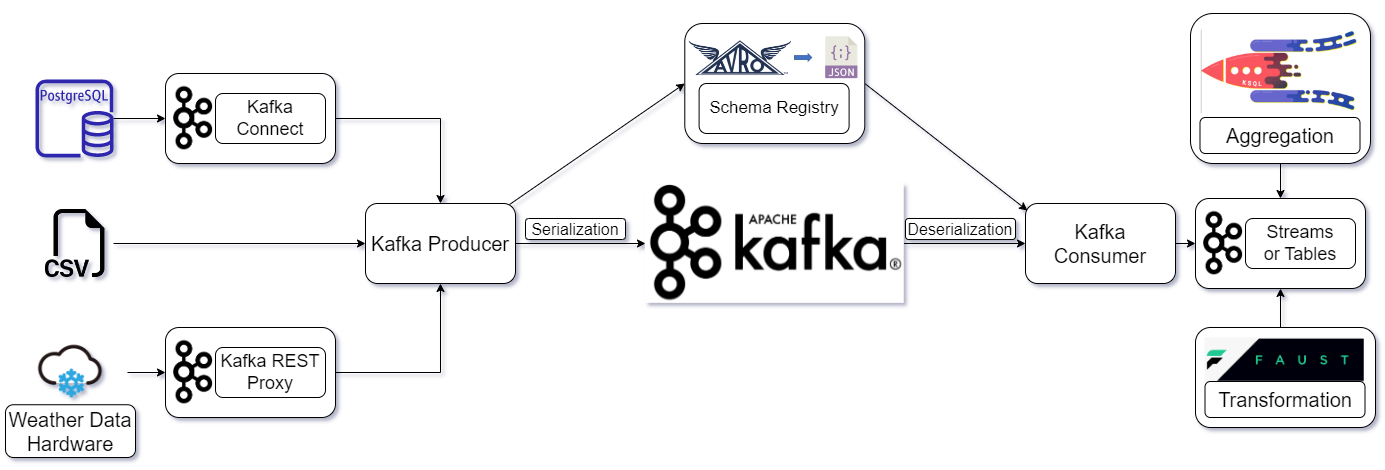 PostgreSQL
Kafka
Connect
CSV
Weather Data
Hardware
Kafka REST
Proxy
Kafka Producer
Serialization
AVRO
{;}
JSON
Schema Registry
APACHE
kafka®
Deserialization
Kafka
Consumer
KSQL
Aggregation
Streams
or Tables
FAUST
Transformation